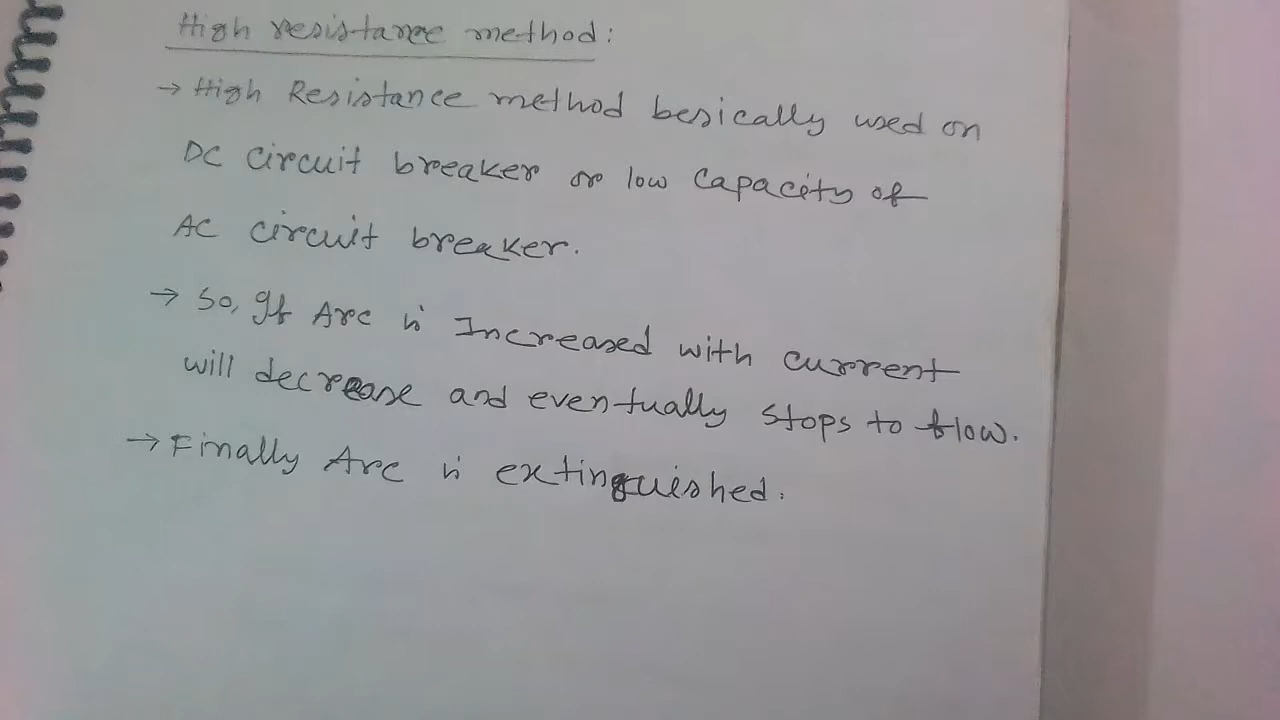 High resistance method:
→ High Resistance method besically used on
DC circuit breaker or low capacity of
AC circuit breaker.
→ So, If Arc is Increased with current
will decrease and eventually stops to flow.
→ Finally Arc is extinguished.